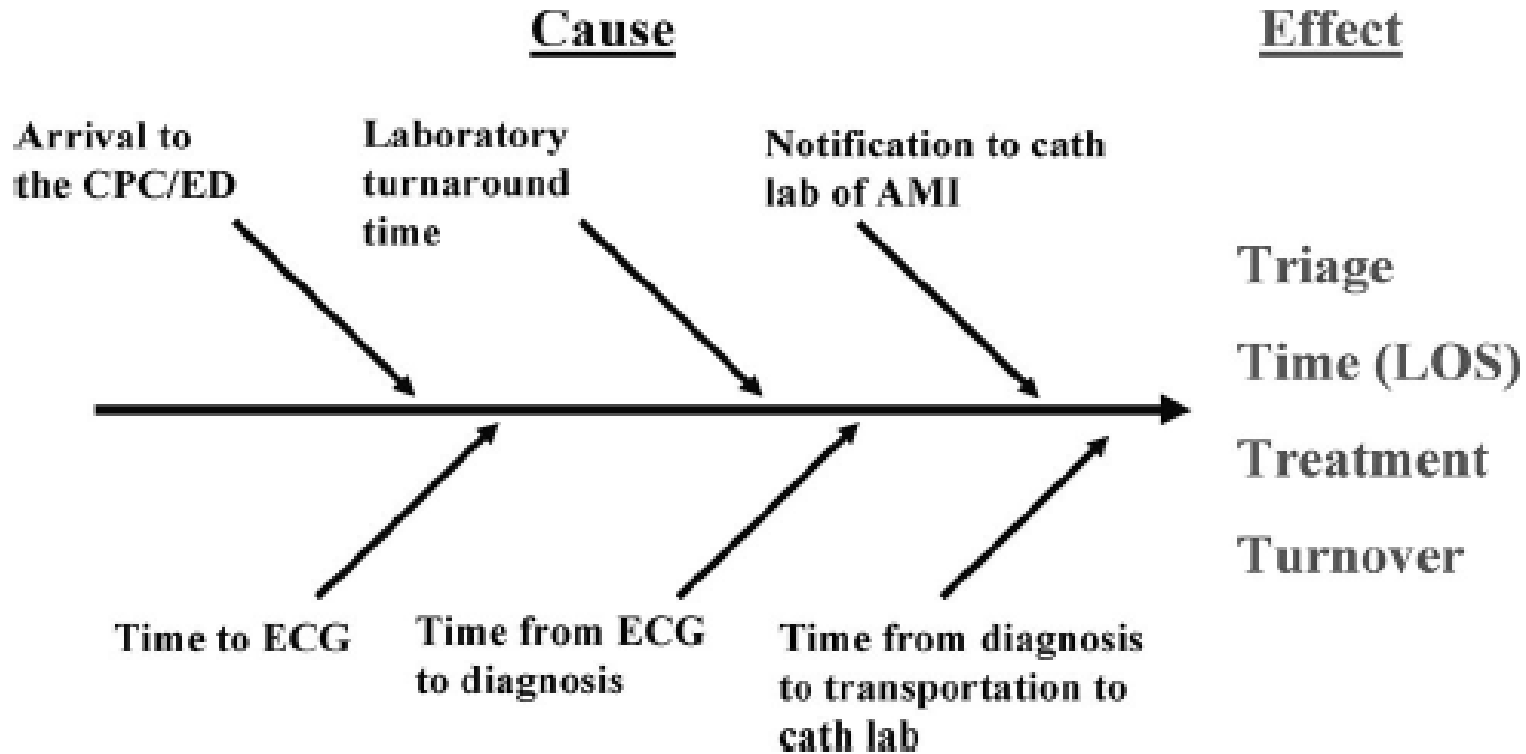 Cause
Effect
Arrival to
the CPC/ED
Laboratory
turnaround
time
Notification to cath
lab of AMI
Triage
Time (LOS)
Treatment
Turnover
Time to ECG
Time from ECG
to diagnosis
Time from diagnosis
to transportation to
cath lab